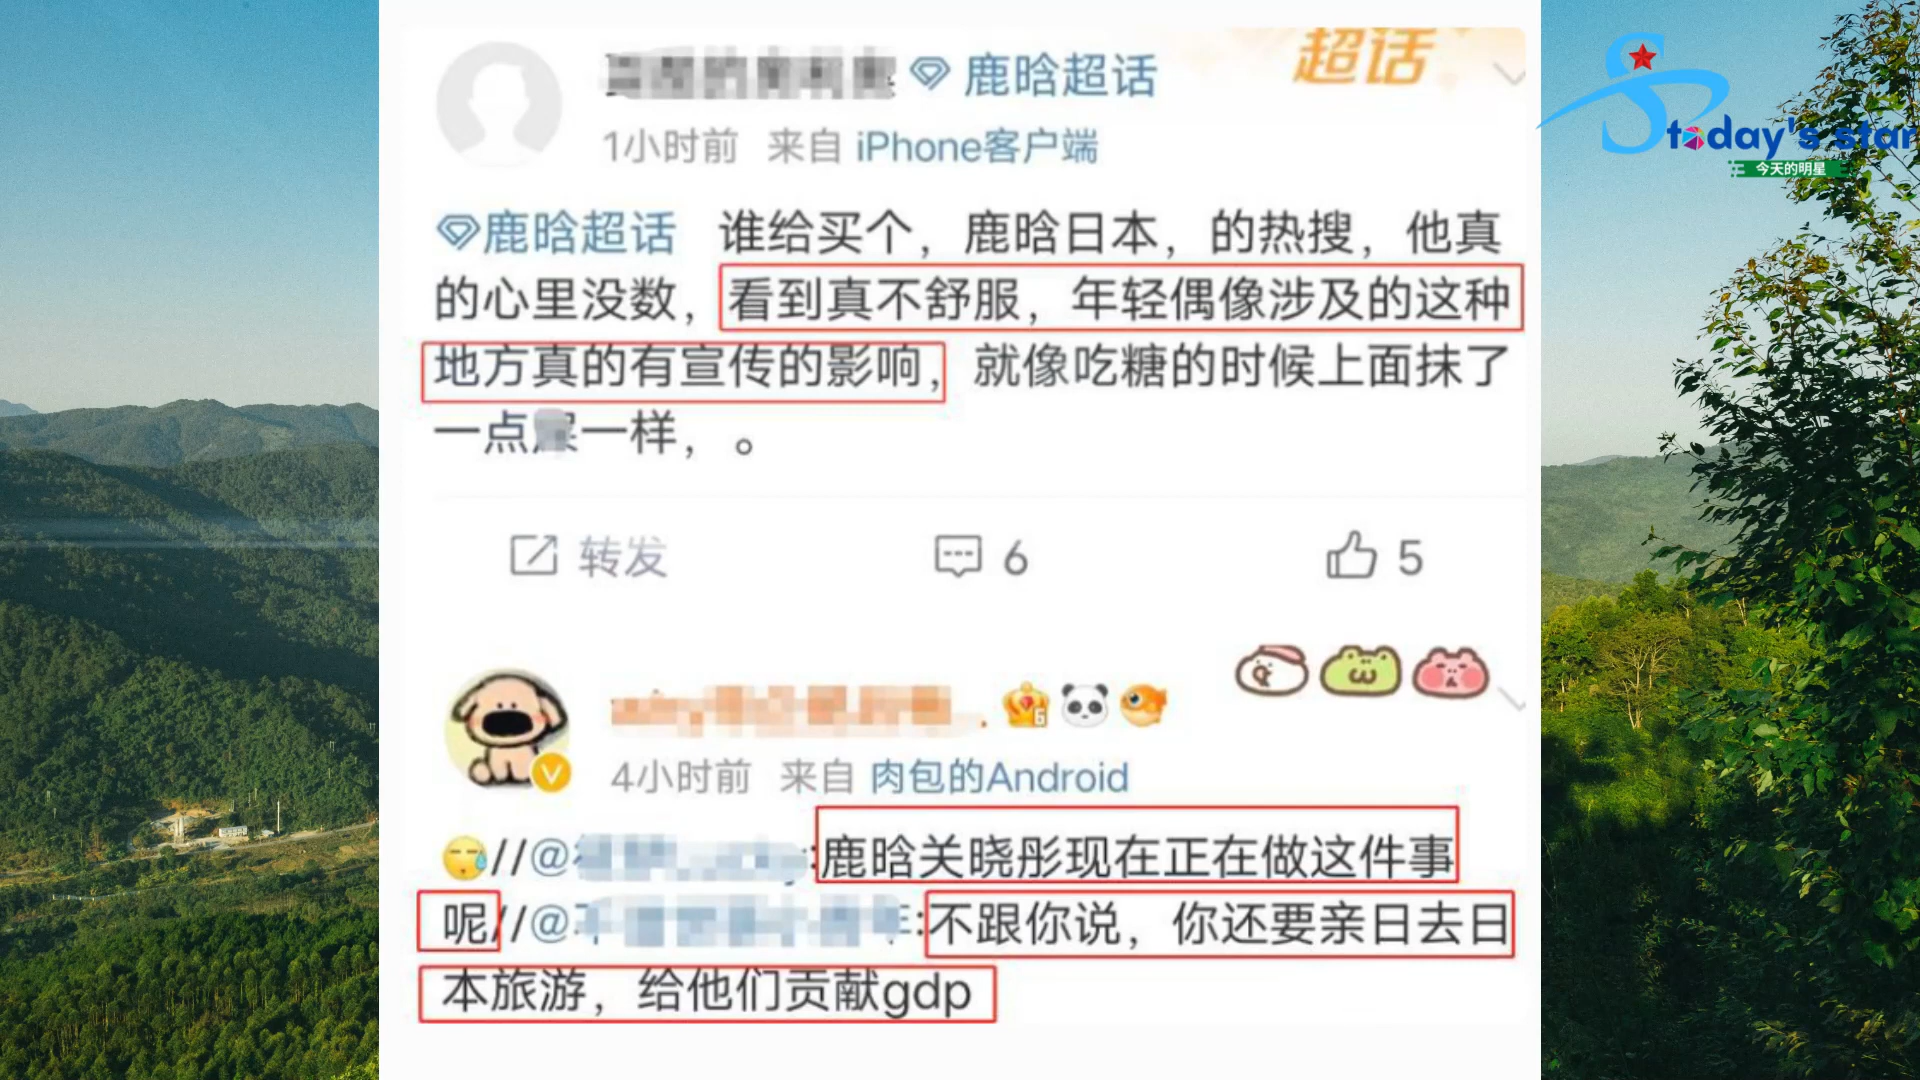 鹿晗超话
超话
1小时前 来自 iPhone客户端
鹿晗超话 谁给买个，鹿晗日本，的热搜，他真
的心里没数，看到真不舒服，年轻偶像涉及的这种
地方真的有宣传的影响，就像吃糖的时候上面抹了
一点一样，。
转发 6 5
6
4小时前 来自 肉包的Android
V
//@:鹿晗关晓彤现在正在做这件事
呢//@:不跟你说，你还要亲日去日
本旅游，给他们贡献gdp
today's star
今天的明星